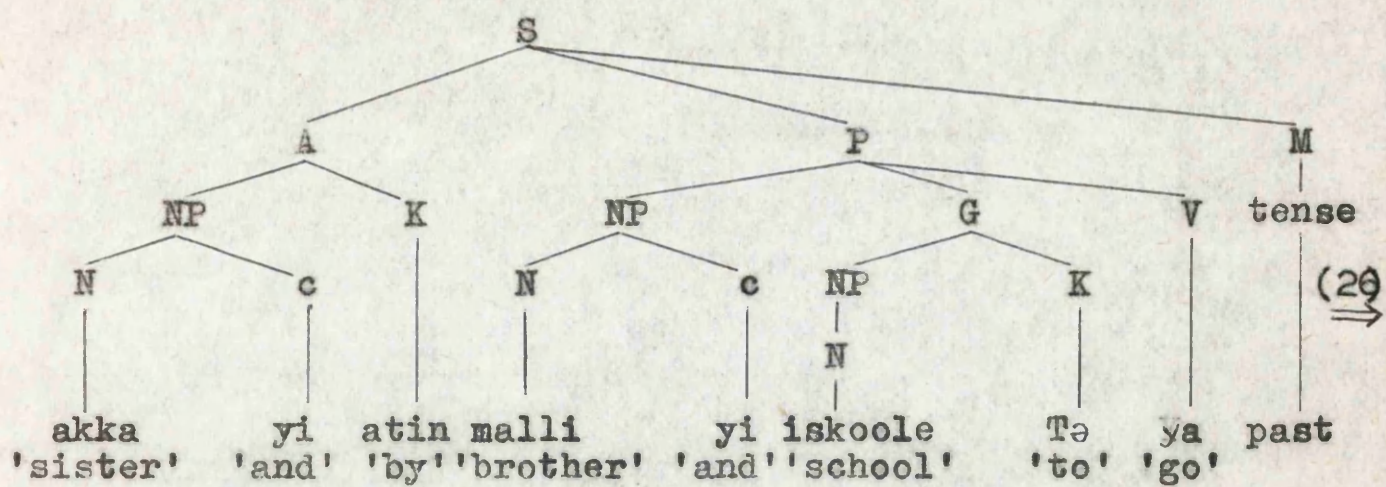 S
A P M
NP K NP G V tense
N c N c NP K (20
⇒
N
akka yi atin malli yi iskoole Tə ya past
'sister' 'and' 'by' 'brother' 'and' 'school' 'to' 'go'